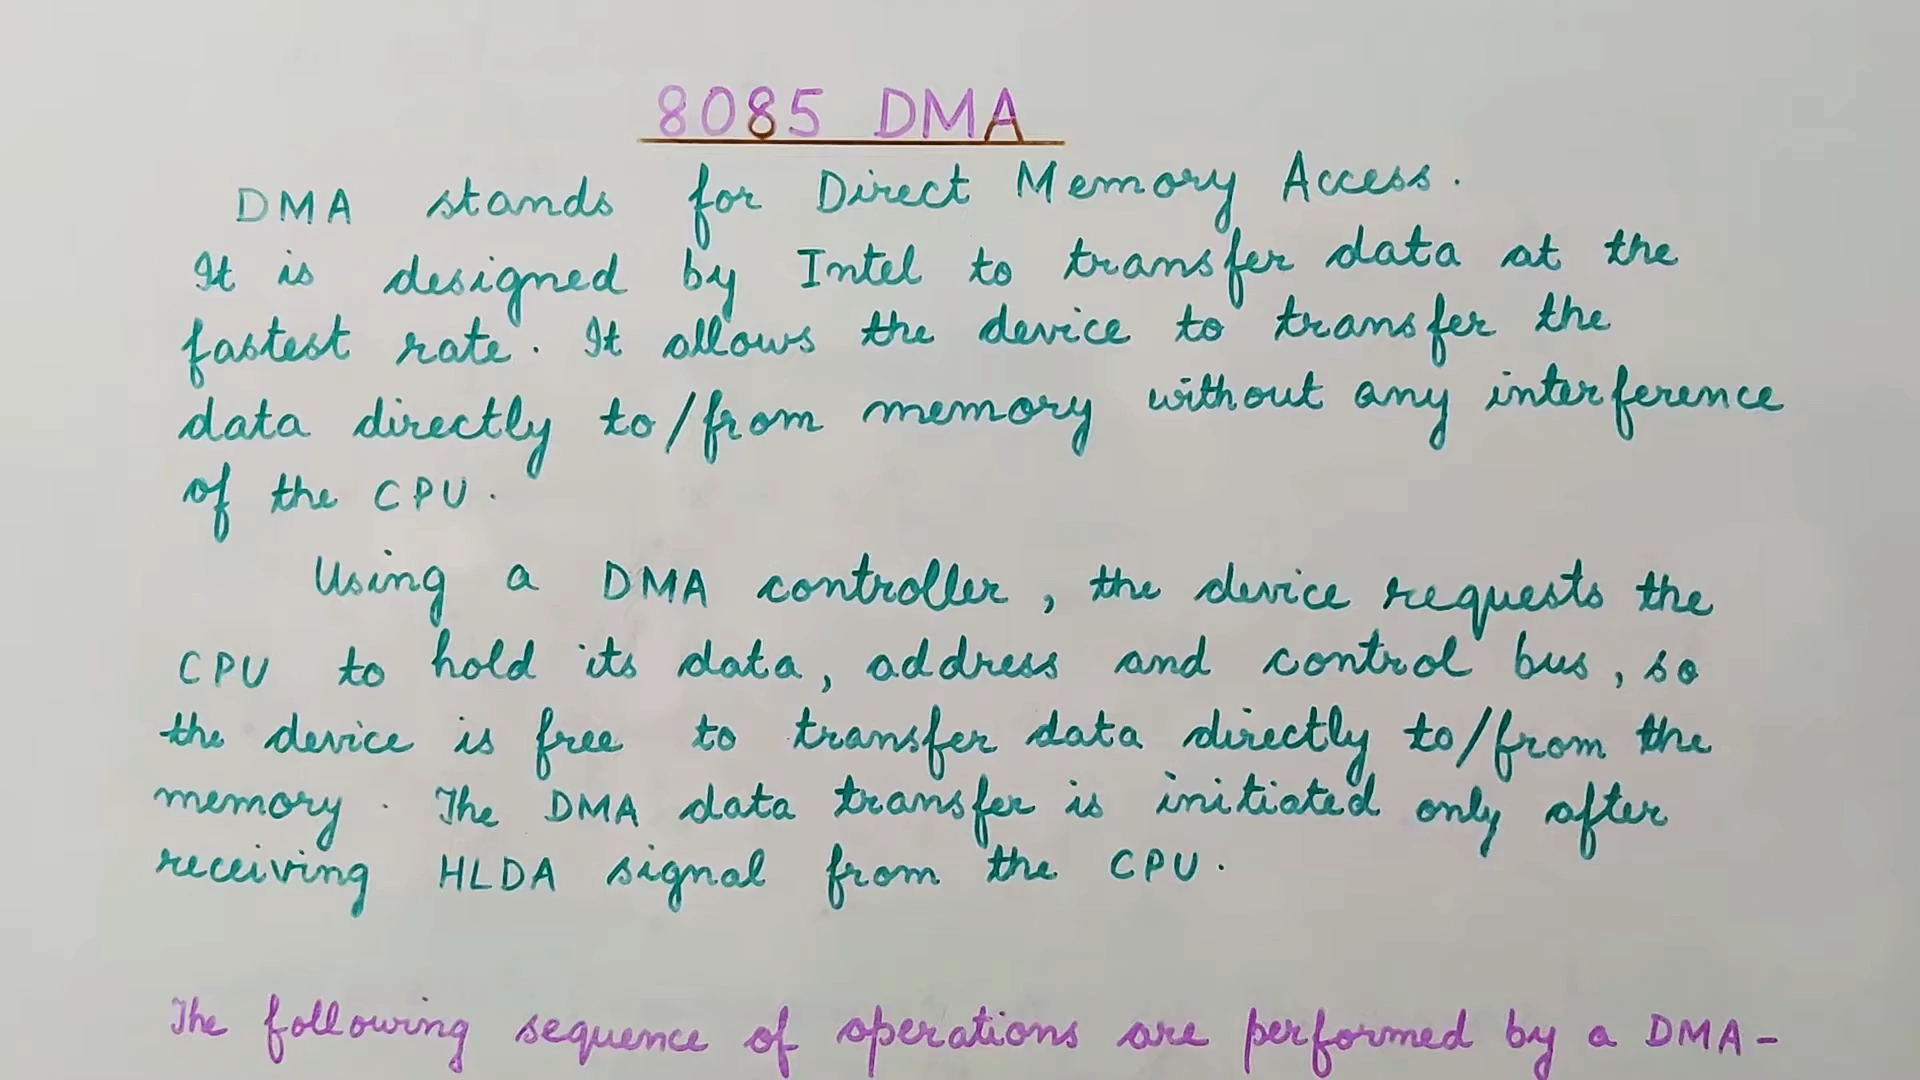 8085 DMA
DMA stands for Direct Memory Access.
It is designed by Intel to transfer data at the
fastest rate. It allows the device to transfer the
data directly to/from memory without any interference
of the CPU.
Using a DMA controller, the device requests the
CPU to hold its data, address and control bus, so
the device is free to transfer data directly to/from the
memory. The DMA data transfer is initiated only after
receiving HLDA signal from the CPU.
The following sequence of operations are performed by a DMA-